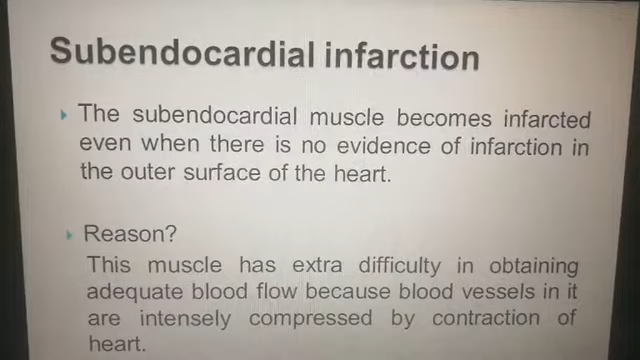 Subendocardial infarction
The subendocardial muscle becomes infarcted
even when there is no evidence of infarction in
the outer surface of the heart.
Reason?
This muscle has extra difficulty in obtaining
adequate blood flow because blood vessels in it
are intensely compressed by contraction of
heart.